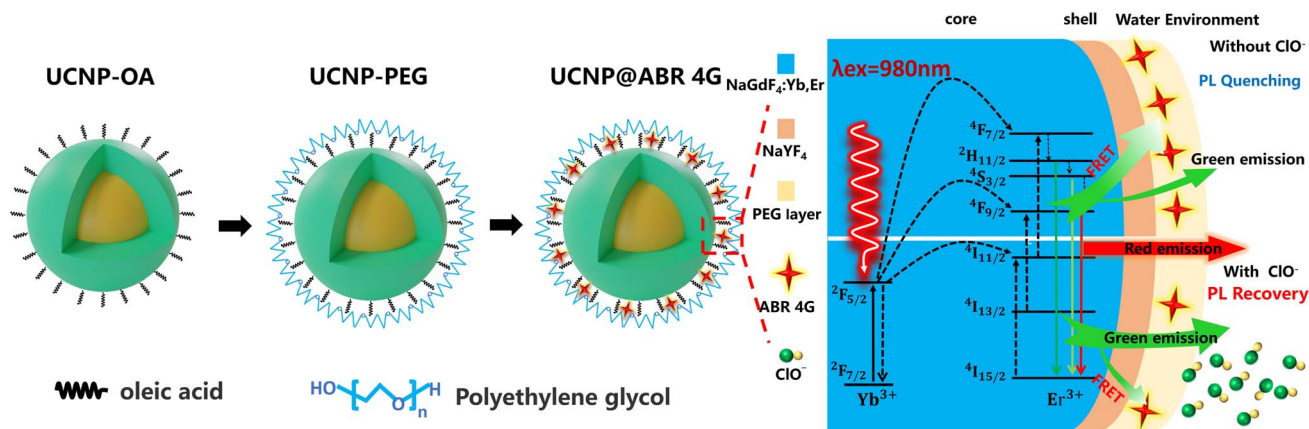 UCNP-OA
UCNP-PEG
UCNP@ABR 4G
oleic acid
HO
O
H
n
Polyethylene glycol
NaGdF₄:Yb,Er
NaYF₄
PEG layer
ABR 4G
ClO⁻
core
shell
Water Environment
λex=980nm
Without ClO⁻
PL Quenching
⁴F₇/₂
²H₁₁/₂
⁴S₃/₂
⁴F₉/₂
⁴I₁₁/₂
⁴I₁₃/₂
⁴I₁₅/₂
Er³⁺
²F₅/₂
²F₇/₂
Yb³⁺
FRET
Green emission
Red emission
With ClO⁻
PL Recovery
Green emission
FRET